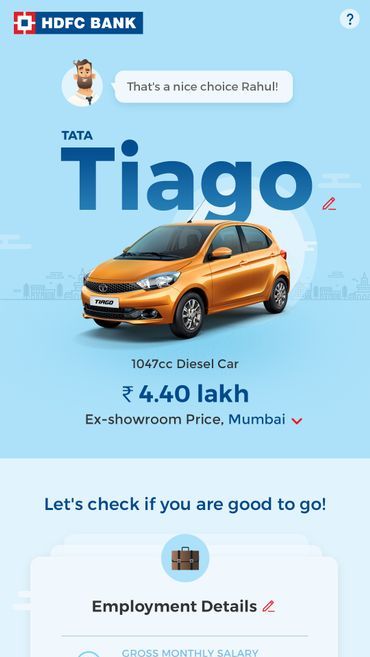 HDFC BANK
?
That's a nice choice Rahul!
TATA
Tiago
TIAGO
1047cc Diesel Car
₹ 4.40 lakh
Ex-showroom Price, Mumbai
Let's check if you are good to go!
Employment Details
GROSS MONTHLY SALARY